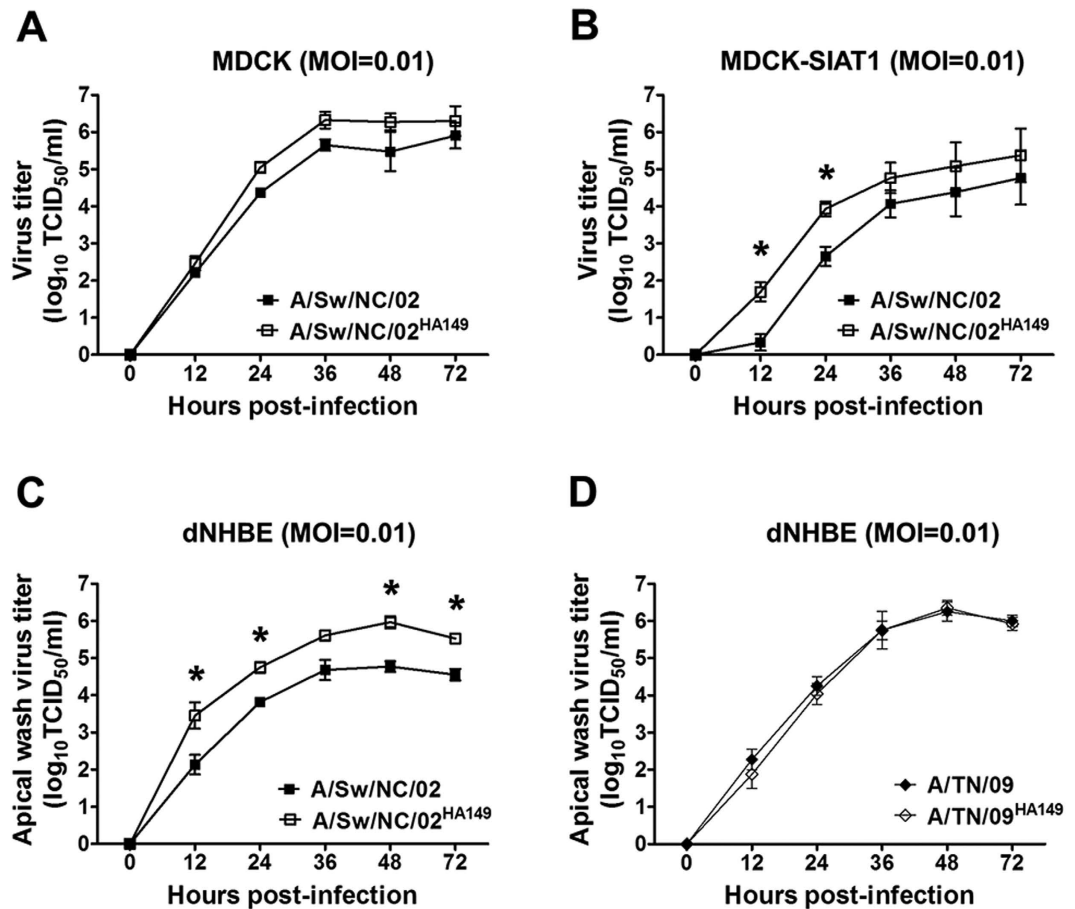 A
MDCK (MOI=0.01)
Virus titer
(log₁₀ TCID₅₀/ml)
7
6
5
4
3
2
1
0
A/Sw/NC/02
A/Sw/NC/02ᴴᴬ¹⁴⁹
0 12 24 36 48 72
Hours post-infection
B
MDCK-SIAT1 (MOI=0.01)
Virus titer
(log₁₀ TCID₅₀/ml)
7
6
5
4
3
2
1
0
*
*
A/Sw/NC/02
A/Sw/NC/02ᴴᴬ¹⁴⁹
0 12 24 36 48 72
Hours post-infection
C
dNHBE (MOI=0.01)
Apical wash virus titer
(log₁₀TCID₅₀/ml)
7
6
5
4
3
2
1
0
* * * *
A/Sw/NC/02
A/Sw/NC/02ᴴᴬ¹⁴⁹
0 12 24 36 48 72
Hours post-infection
D
dNHBE (MOI=0.01)
Apical wash virus titer
(log₁₀TCID₅₀/ml)
7
6
5
4
3
2
1
0
A/TN/09
A/TN/09ᴴᴬ¹⁴⁹
0 12 24 36 48 72
Hours post-infection